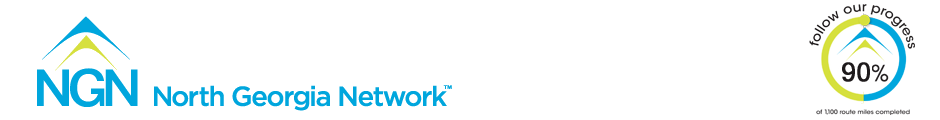 NGN North Georgia Network™
follow our progress
90%
of 1,100 route miles completed